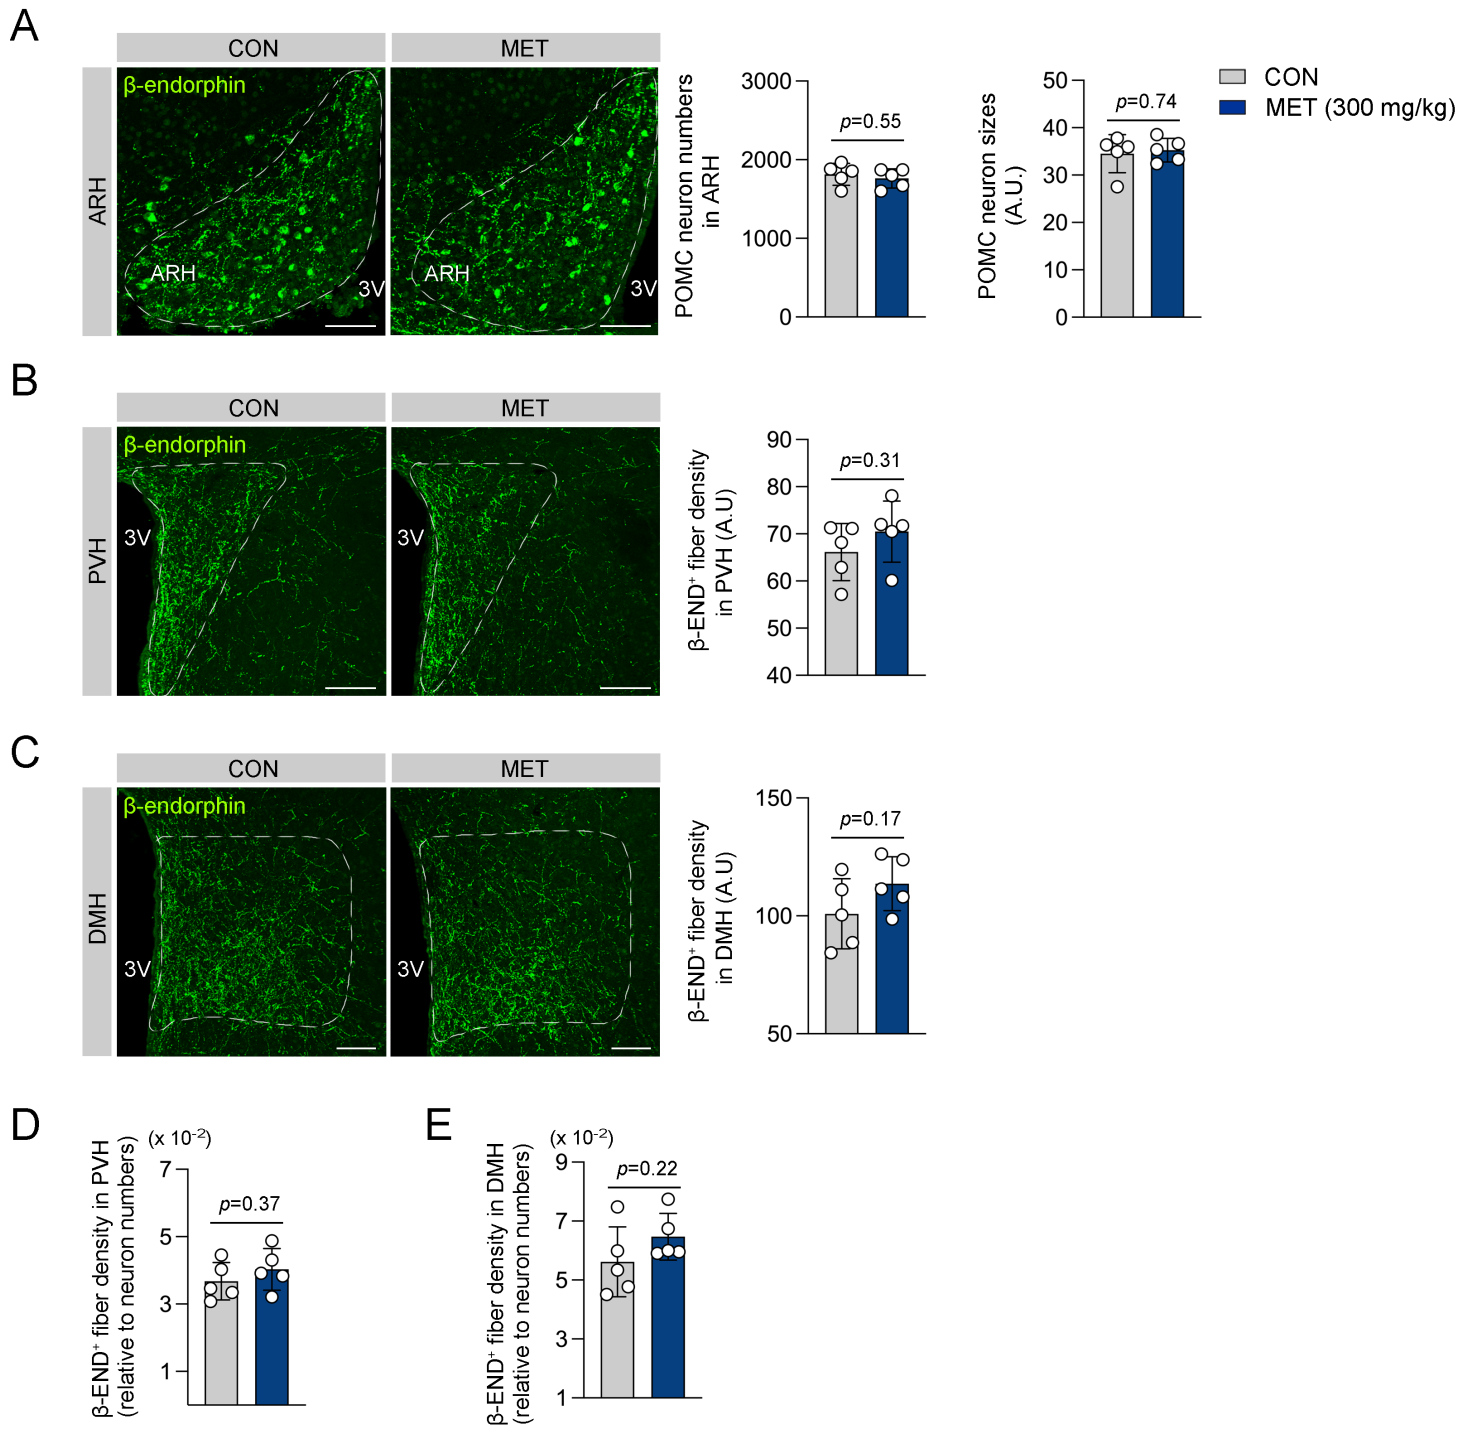 A
CON
MET
β-endorphin
ARH
ARH
3V
ARH
3V
POMC neuron numbers
in ARH
3000
2000
1000
0
p=0.55
POMC neuron sizes
(A.U.)
50
40
30
20
10
0
p=0.74
CON
MET (300 mg/kg)
B
CON
MET
β-endorphin
PVH
3V
3V
β-END⁺ fiber density
in PVH (A.U)
90
80
70
60
50
40
p=0.31
C
CON
MET
β-endorphin
DMH
3V
3V
β-END⁺ fiber density
in DMH (A.U)
150
100
50
p=0.17
D
(x 10⁻²)
β-END⁺ fiber density in PVH
(relative to neuron numbers)
7
5
3
1
p=0.37
E
(x 10⁻²)
β-END⁺ fiber density in DMH
(relative to neuron numbers)
9
7
5
3
1
p=0.22